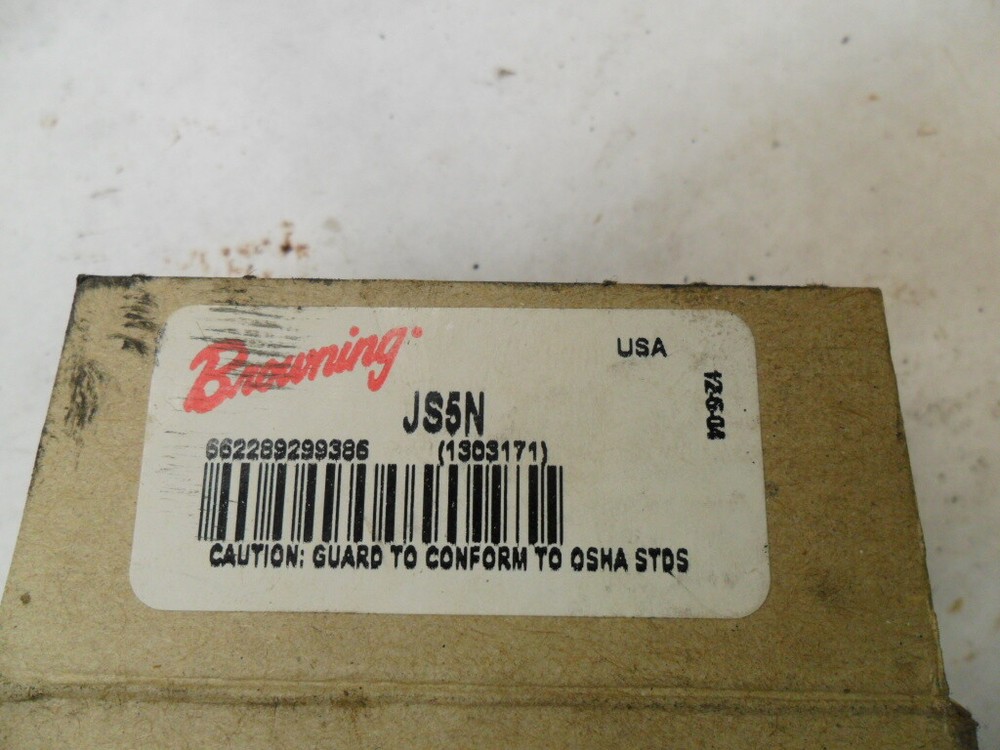 Browning
USA
12-6-04
JS5N
662289299386 (1303171)
CAUTION: GUARD TO CONFORM TO OSHA STDS